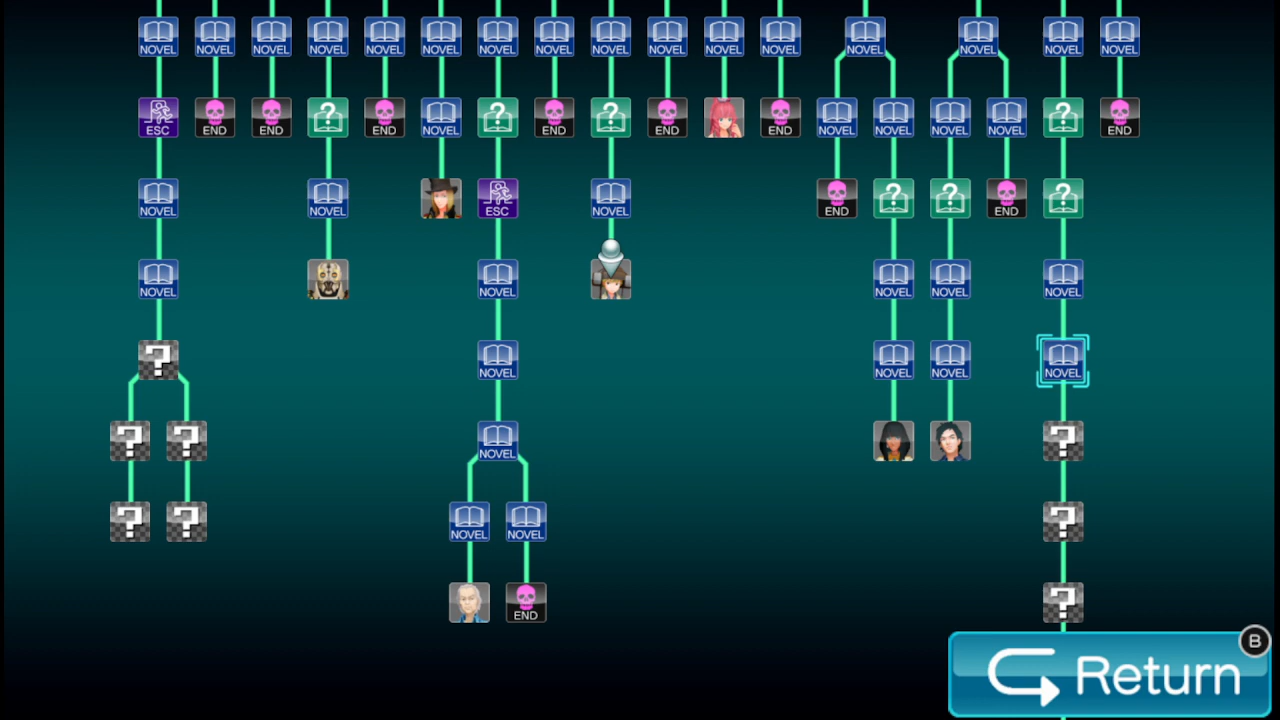 NOVEL NOVEL NOVEL NOVEL NOVEL NOVEL NOVEL NOVEL NOVEL NOVEL NOVEL NOVEL NOVEL NOVEL NOVEL NOVEL
ESC END END ? END NOVEL ? END ? END END NOVEL NOVEL NOVEL NOVEL ? END
NOVEL NOVEL ESC NOVEL END ? ? END ?
NOVEL NOVEL NOVEL NOVEL NOVEL
? NOVEL NOVEL NOVEL NOVEL
? ? NOVEL ?
? ? NOVEL NOVEL ?
END ?
B
Return